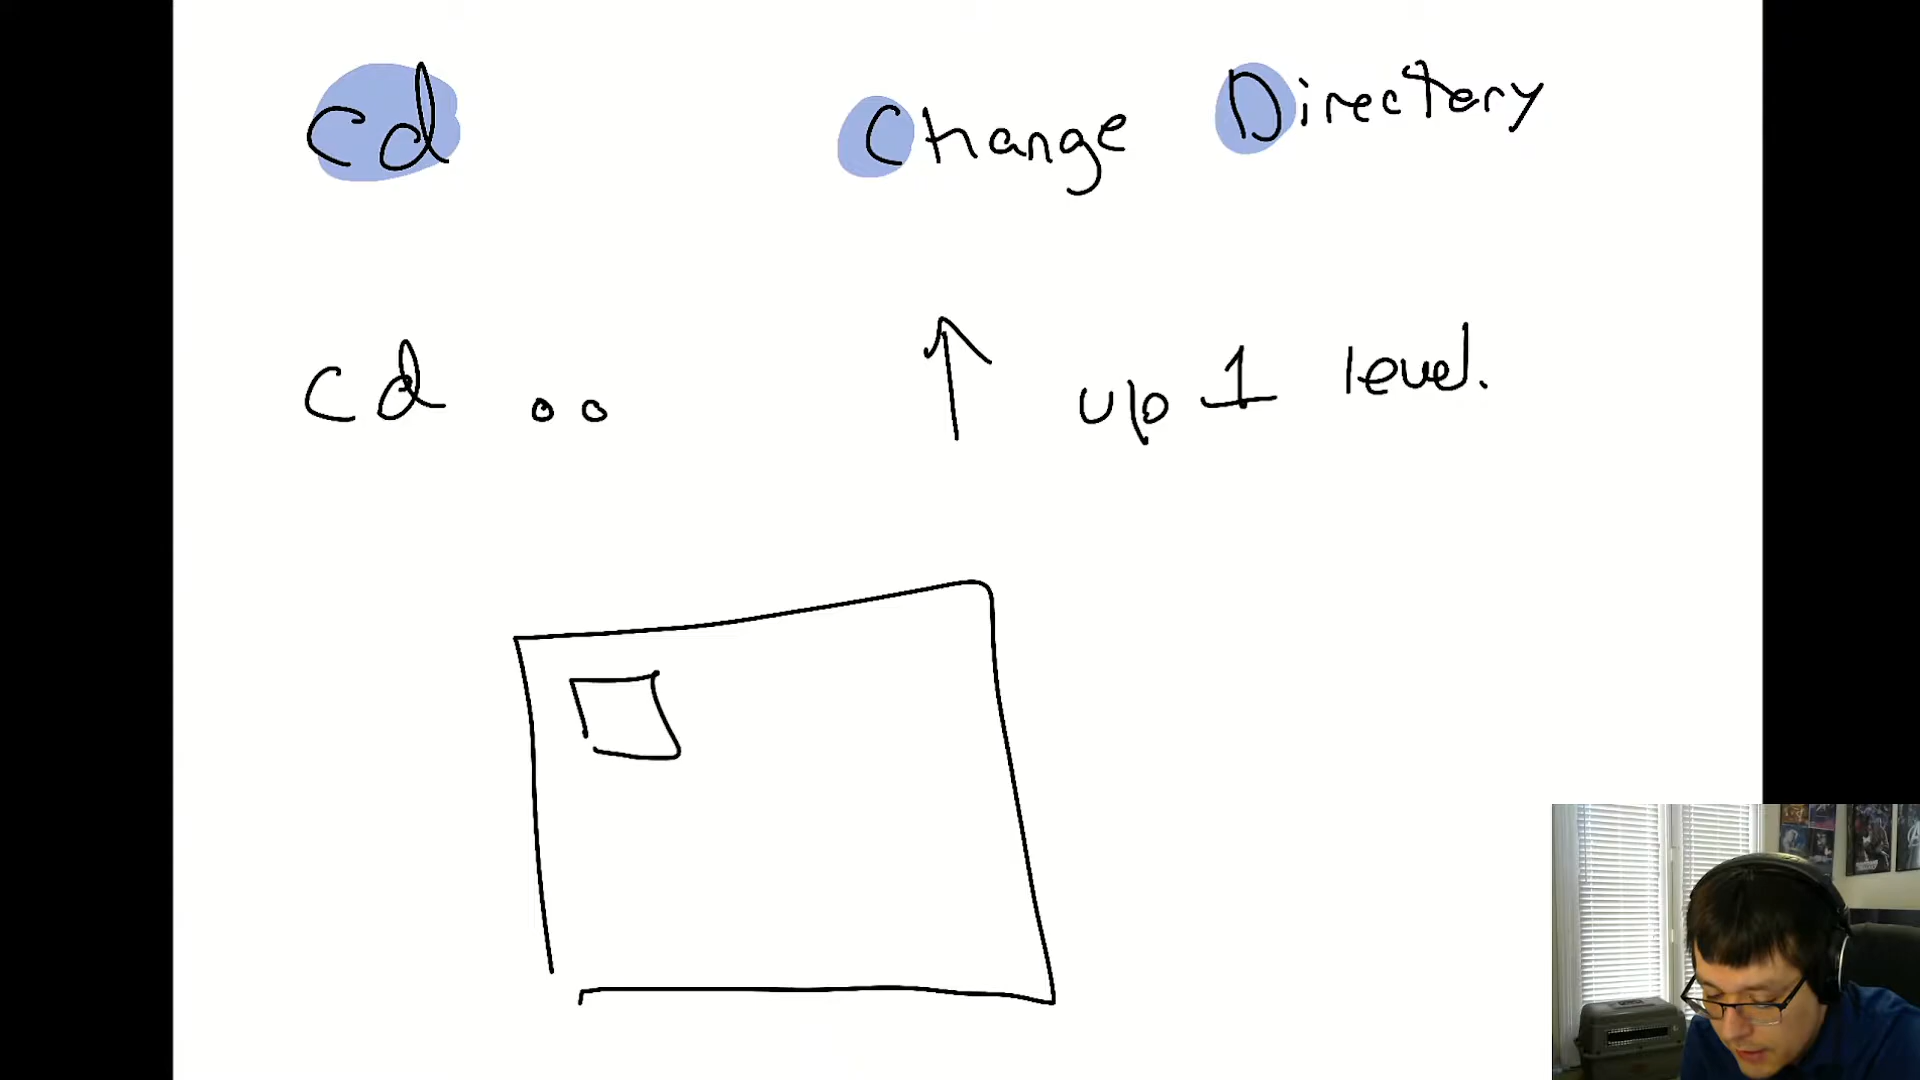 cd Change Directory
cd .. ↑ up 1 level.